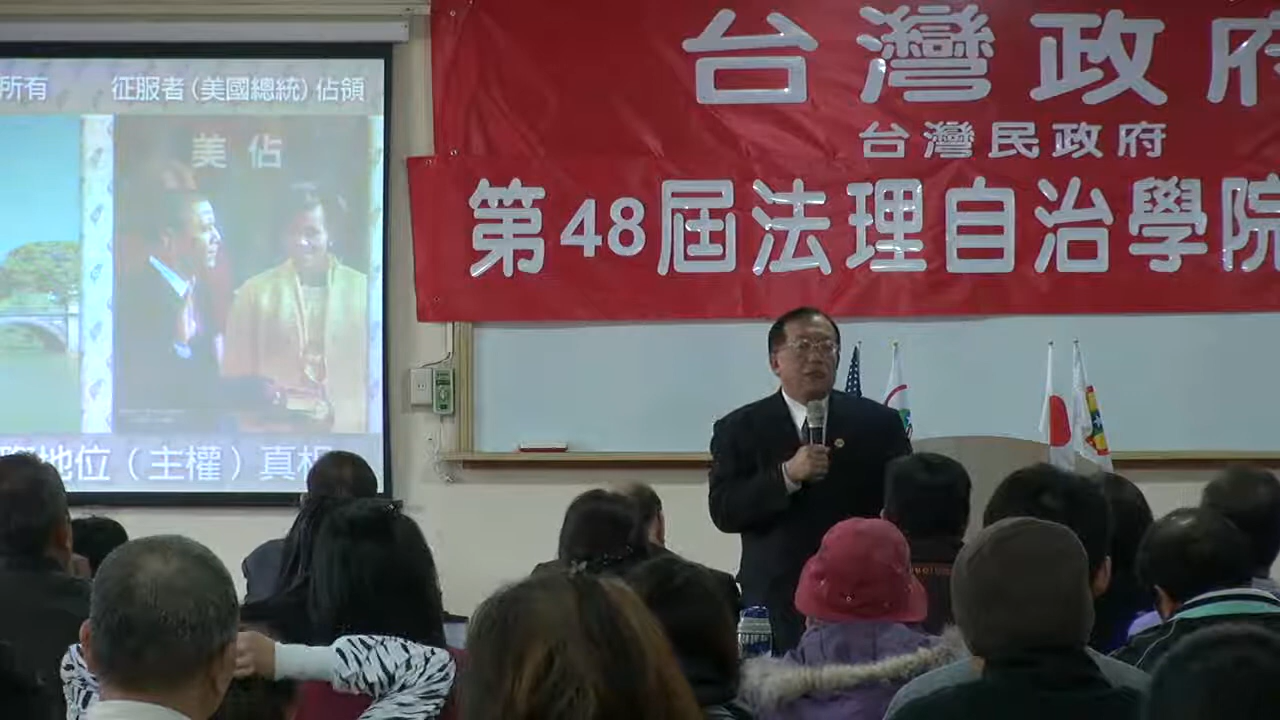 所有
征服者(美國總統)佔領
美佔
地位(主權)真相
台灣政府
台灣民政府
第48屆法理自治學院